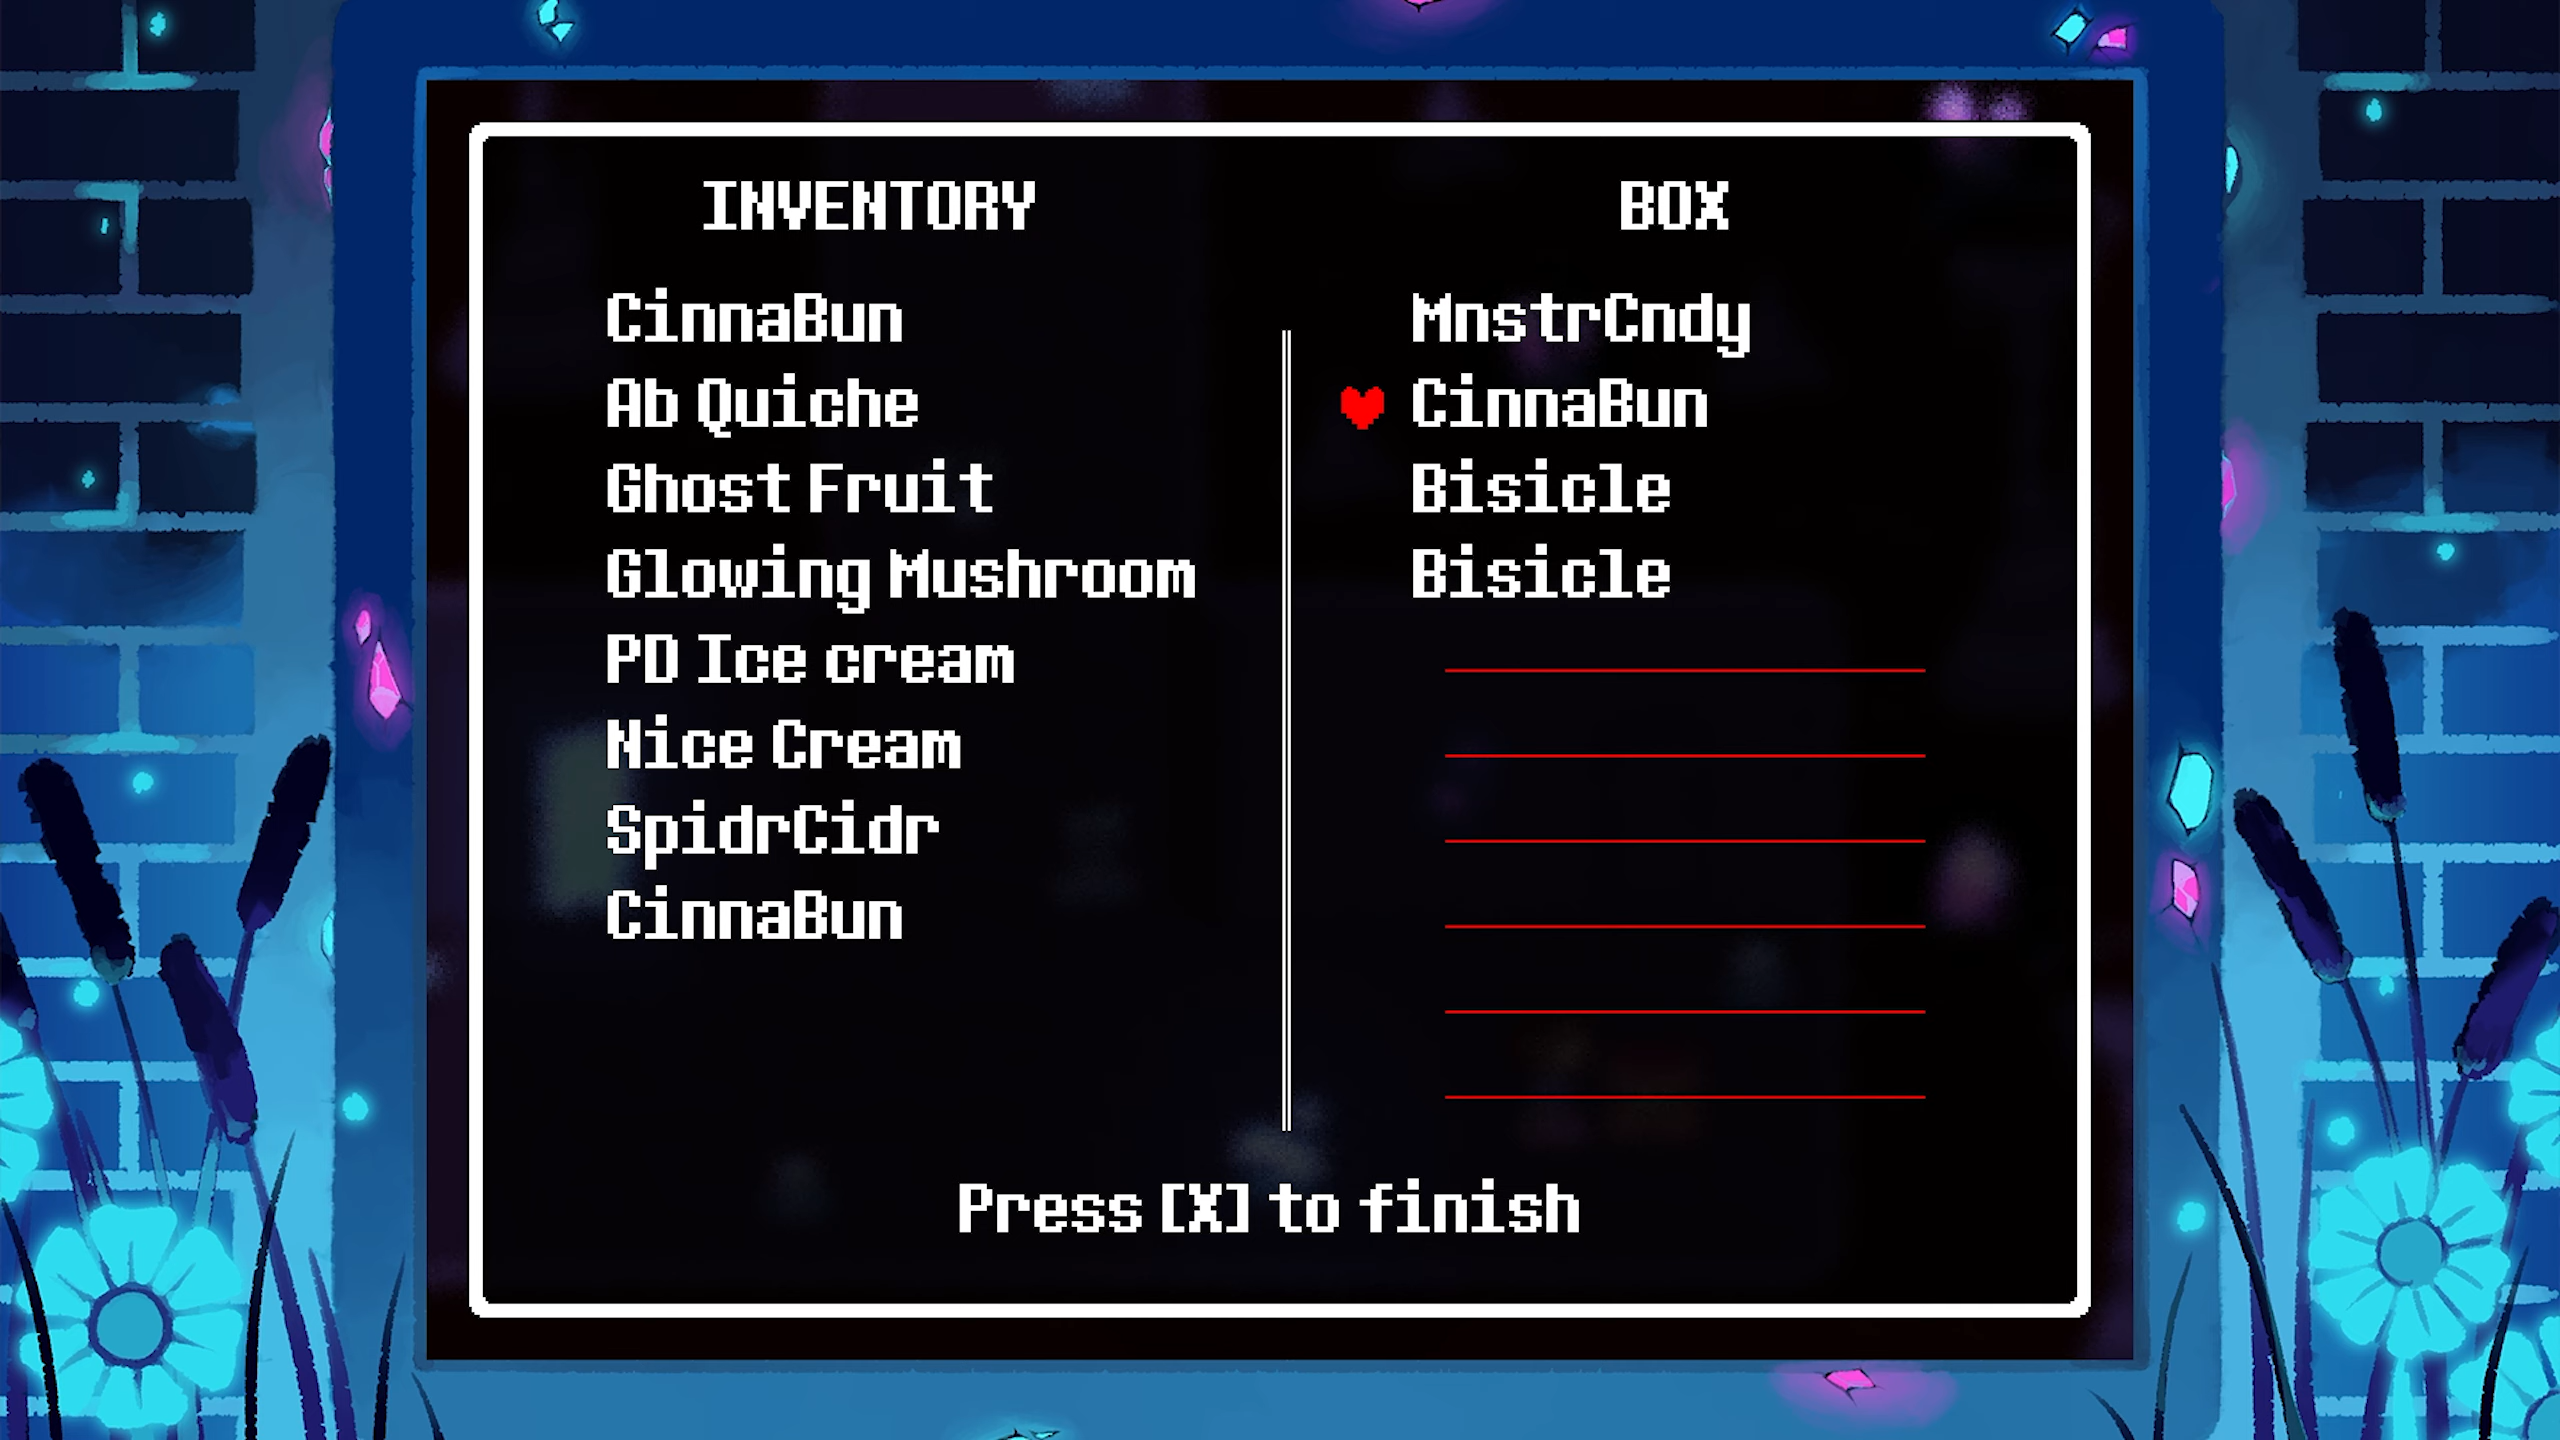 INVENTORY
CinnaBun
Ab Quiche
Ghost Fruit
Glowing Mushroom
PD Ice cream
Nice Cream
SpidrCidr
CinnaBun
BOX
MnstrCndy
CinnaBun
Bisicle
Bisicle
Press [X] to finish